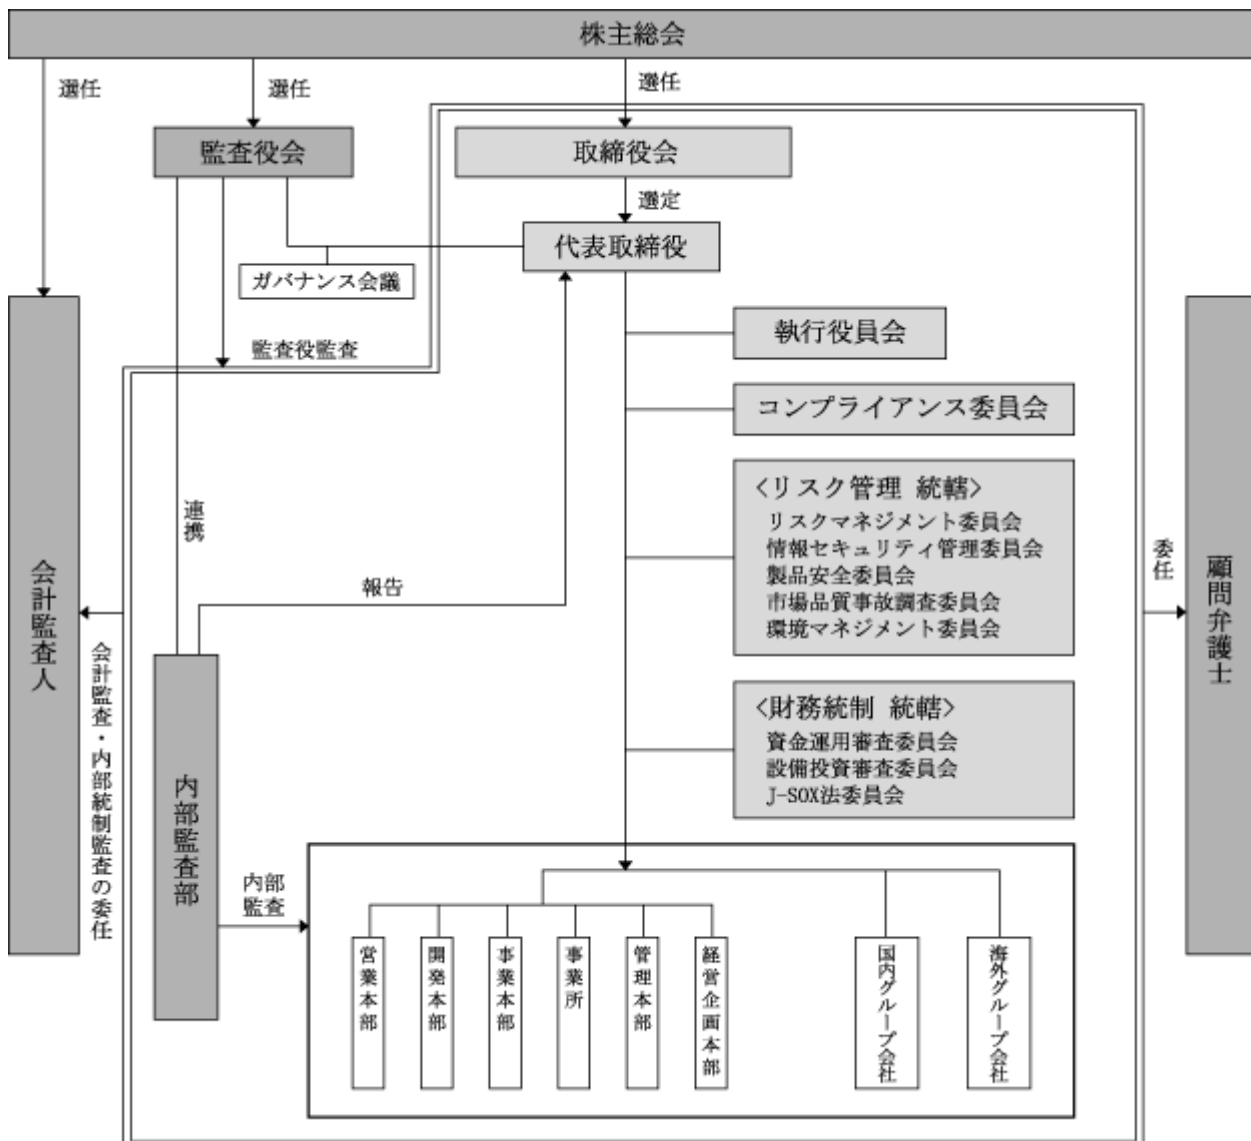 株主総会
選任
選任
選任
監査役会
取締役会
選定
代表取締役
ガバナンス会議
執行役員会
監査役監査
コンプライアンス委員会
<リスク管理 統轄>
リスクマネジメント委員会
情報セキュリティ管理委員会
製品安全委員会
市場品質事故調査委員会
環境マネジメント委員会
連携
報告
委任
会計監査人
顧問弁護士
会計監査・内部統制監査の委任
内部監査部
<財務統制 統轄>
資金運用審査委員会
設備投資審査委員会
J-SOX法委員会
内部
監査
営業本部
開発本部
事業本部
事業所
管理本部
経営企画本部
国内グループ会社
海外グループ会社